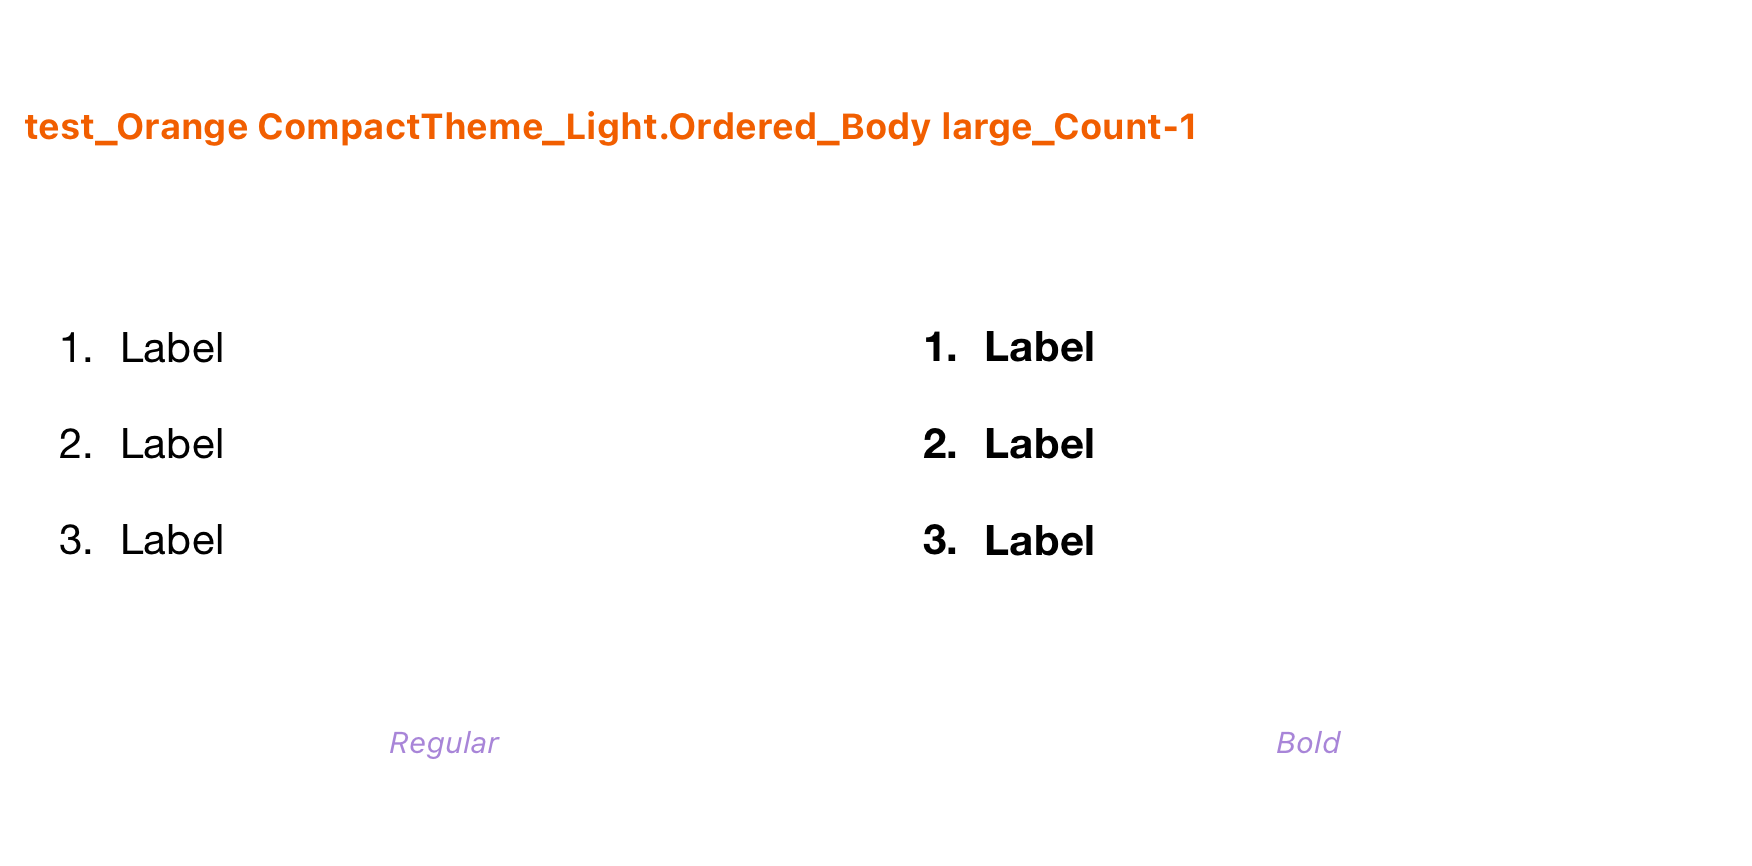 test_Orange CompactTheme_Light.Ordered_Body large_Count-1
1. Label
2. Label
3. Label
Regular
1. Label
2. Label
3. Label
Bold